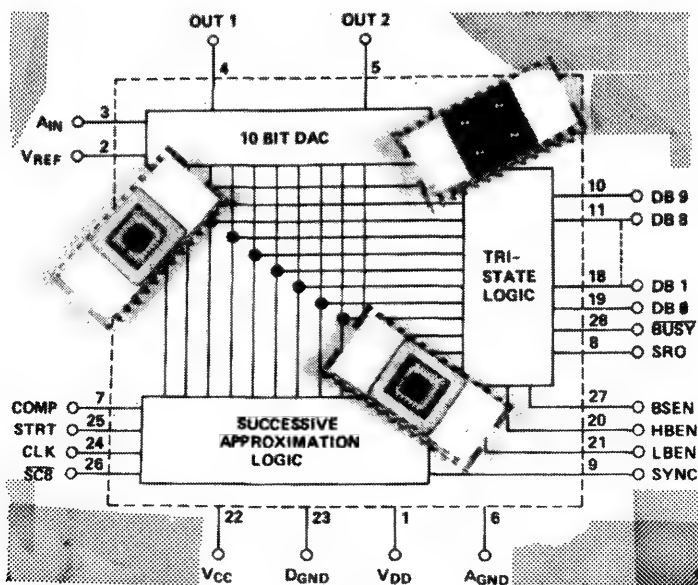 OUT 1 OUT 2
4 5
3
AIN
2
VREF
10 BIT DAC
TRI-
STATE
LOGIC
10 DB 9
11 DB 8
18 DB 1
19 DB 0
28 BUSY
8 SRO
27 BSEN
20 HBEN
21 LBEN
9 SYNC
COMP 7
STRT 25
CLK 24
SC8 26
SUCCESSIVE
APPROXIMATION
LOGIC
22 23 1 6
VCC DGND VDD AGND